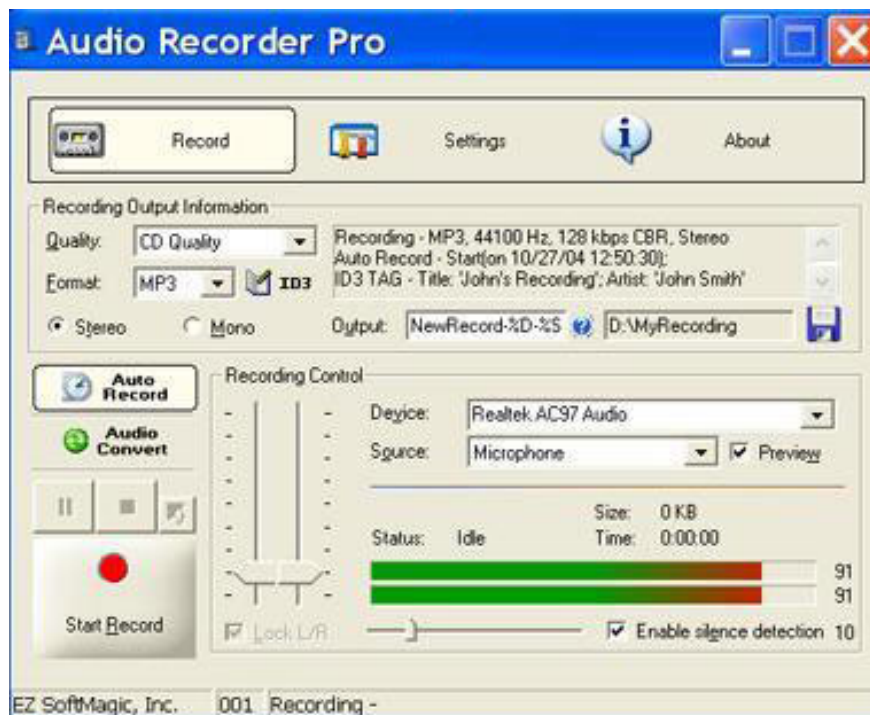 Audio Recorder Pro
Record Settings About
Recording Output Information
Quality: CD Quality
Recording - MP3, 44100 Hz, 128 kbps CBR, Stereo
Auto Record - Start(on 10/27/04 12:50:30);
ID3 TAG - Title: 'John's Recording'; Artist: 'John Smith'
Format: MP3 ID3
Stereo Mono Output: NewRecord-%D-%S D:\MyRecording
Auto Record
Audio Convert
Recording Control
Device: Realtek AC97 Audio
Source: Microphone Preview
Size: 0 KB
Status: Idle Time: 0:00:00
91
91
Start Record
Lock L/R Enable silence detection 10
EZ SoftMagic, Inc. 001 Recording -